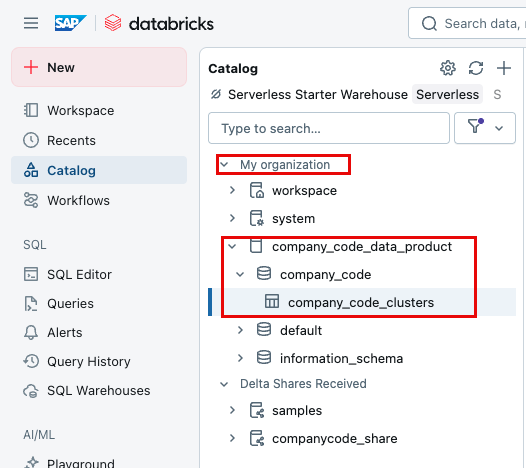 SAP databricks
Search data, no
New
Workspace
Recents
Catalog
Workflows
SQL
SQL Editor
Queries
Alerts
Query History
SQL Warehouses
AI/ML
Playground
Catalog
Serverless Starter Warehouse Serverless S
Type to search...
My organization
workspace
system
company_code_data_product
company_code
company_code_clusters
default
information_schema
Delta Shares Received
samples
companycode_share